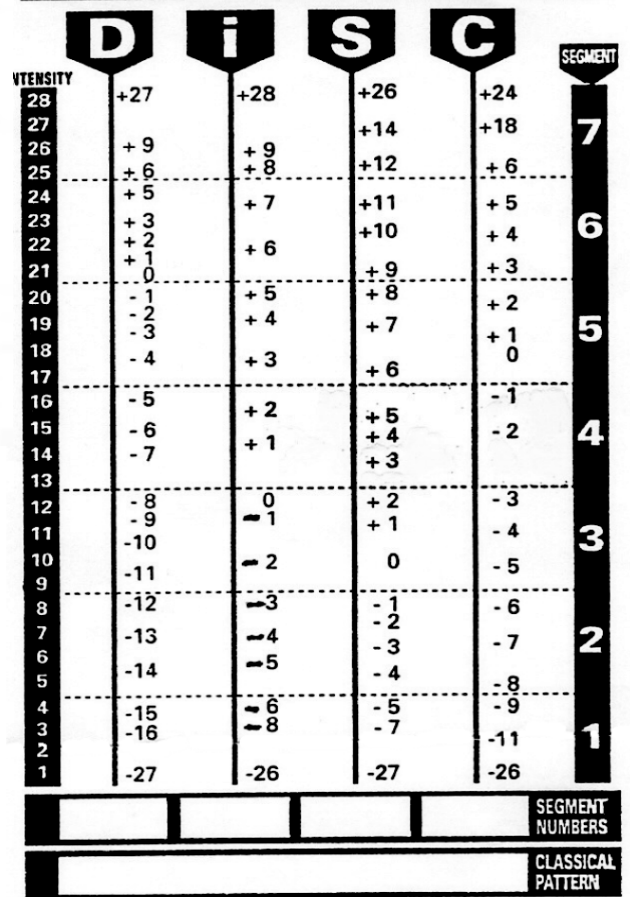 D i S C
SEGMENT
NTENSITY
28 +27 +28 +26 +24
27 +14 +18 7
26 + 9 + 9
25 + 6 + 8 +12 + 6
24 + 5 + 7 +11 + 5
23 + 3 +10 + 4 6
22 + 2 + 6
+ 1
21 0 + 9 + 3
20 - 1 + 5 + 8 + 2
- 2
19 - 3 + 4 + 7 + 1 5
18 - 4 + 3 0
17 + 6
16 - 5 + 2 - 1
+5
15 - 6 + 1 +4 - 2 4
14 - 7 +3
13
12 - 8 0 + 2 - 3
- 9 - 1
11 -10 + 1 - 4 3
10 -11 - 2 0 - 5
9
8 -12 -3 - 1 - 6
- 2
7 -13 -4 - 3 - 7 2
6 -14 -5 - 4
5 - 8
4 -15 - 6 - 5 - 9
3 -16 - 8 - 7 -11 1
2
1 -27 -26 -27 -26
SEGMENT
NUMBERS
CLASSICAL
PATTERN